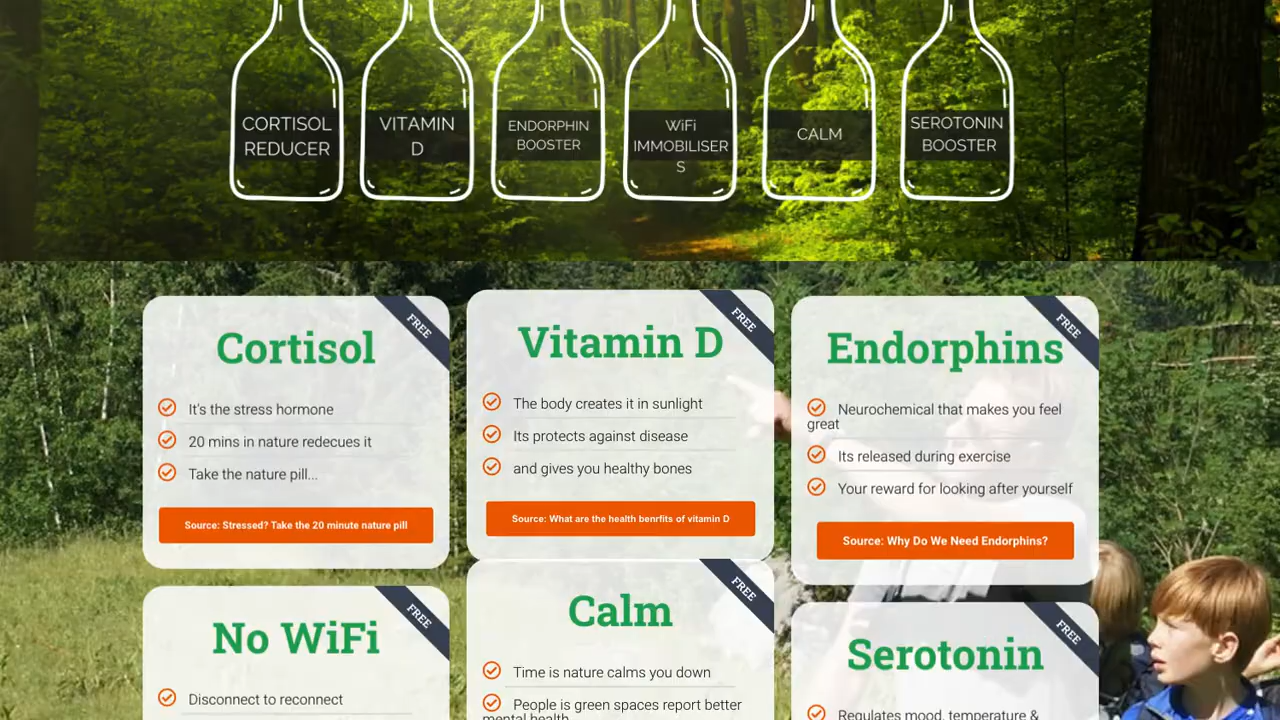 CORTISOL
REDUCER
VITAMIN
D
ENDORPHIN
BOOSTER
WiFi
IMMOBILISER
S
CALM
SEROTONIN
BOOSTER
FREE
Cortisol
It's the stress hormone
20 mins in nature redecues it
Take the nature pill...
Source: Stressed? Take the 20 minute nature pill
FREE
Vitamin D
The body creates it in sunlight
Its protects against disease
and gives you healthy bones
Source: What are the health benrfits of vitamin D
FREE
Endorphins
Neurochemical that makes you feel
great
Its released during exercise
Your reward for looking after yourself
Source: Why Do We Need Endorphins?
FREE
No WiFi
Disconnect to reconnect
FREE
Calm
Time is nature calms you down
People is green spaces report better
mental health
FREE
Serotonin
Regulates mood, temperature &